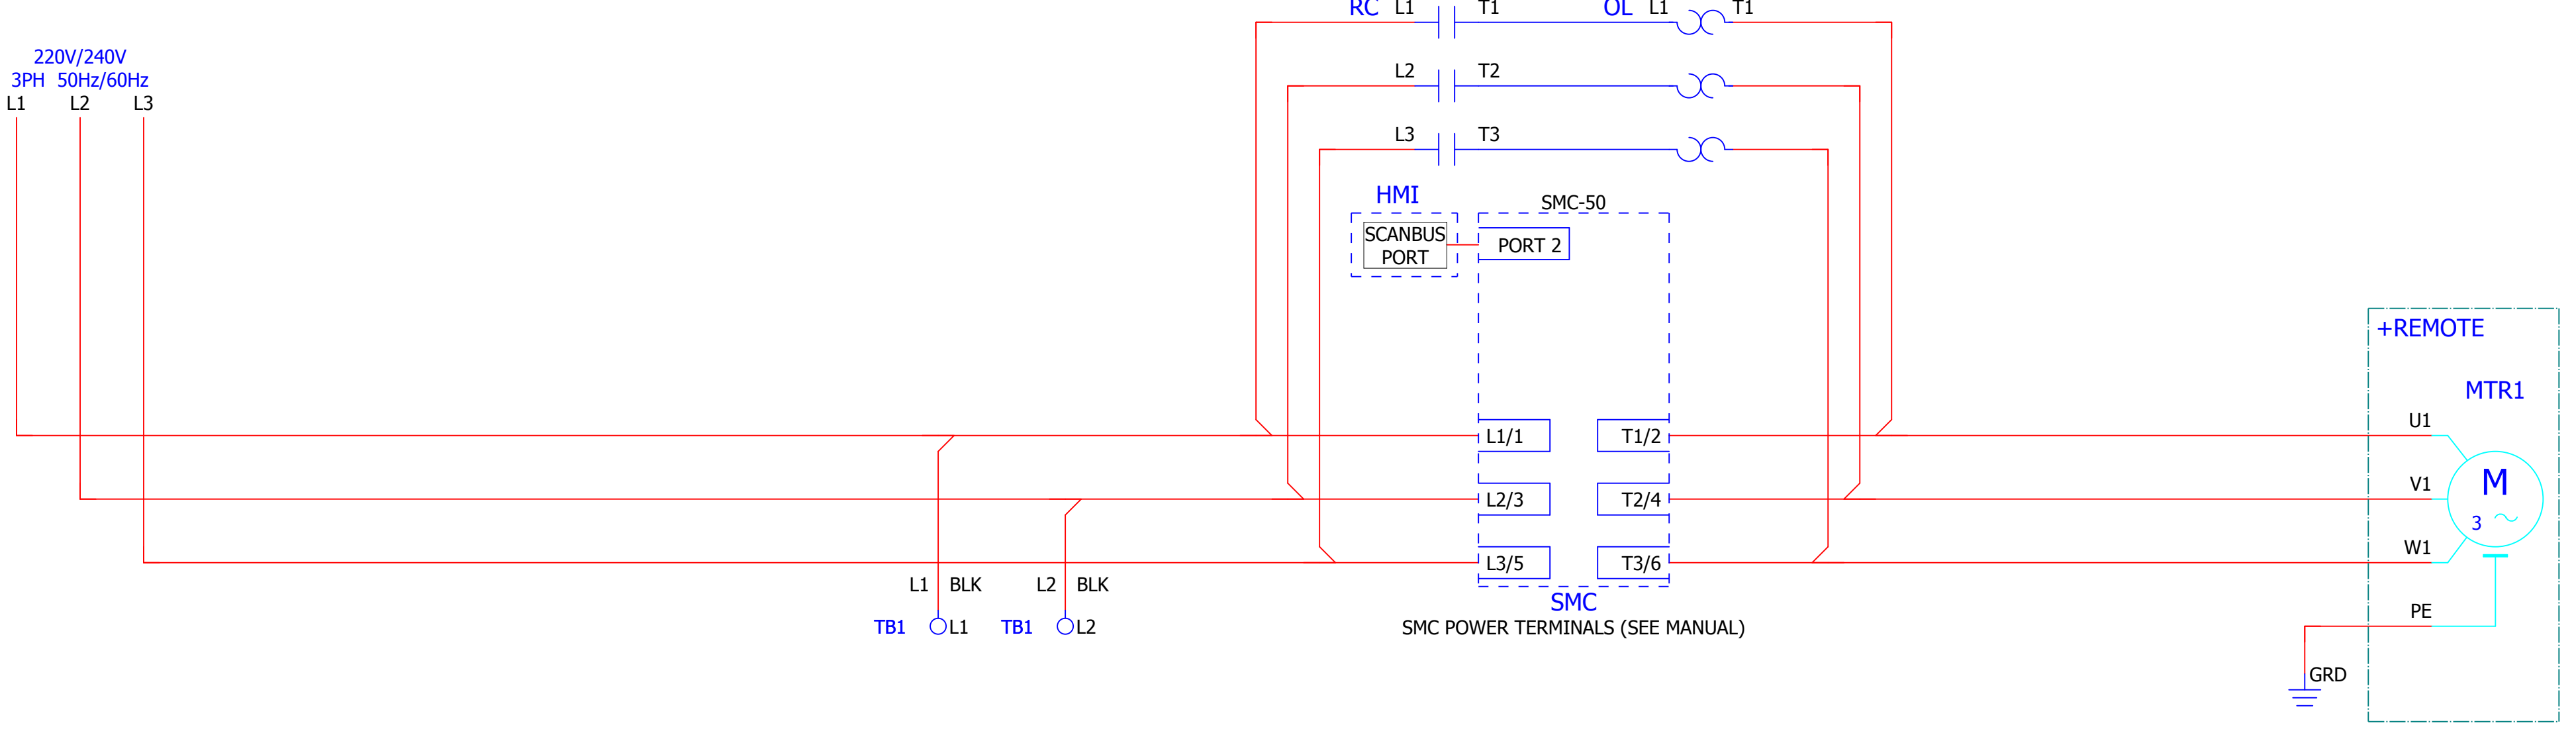 RC L1 T1 OL L1 T1
220V/240V
3PH 50Hz/60Hz
L1 L2 L3
L2 T2
L3 T3
HMI
SMC-50
SCANBUS
PORT
PORT 2
+REMOTE
MTR1
U1
L1/1 T1/2
V1
M
3
L2/3 T2/4
W1
L3/5 T3/6
L1 BLK L2 BLK
SMC
PE
TB1 L1 TB1 L2
SMC POWER TERMINALS (SEE MANUAL)
GRD